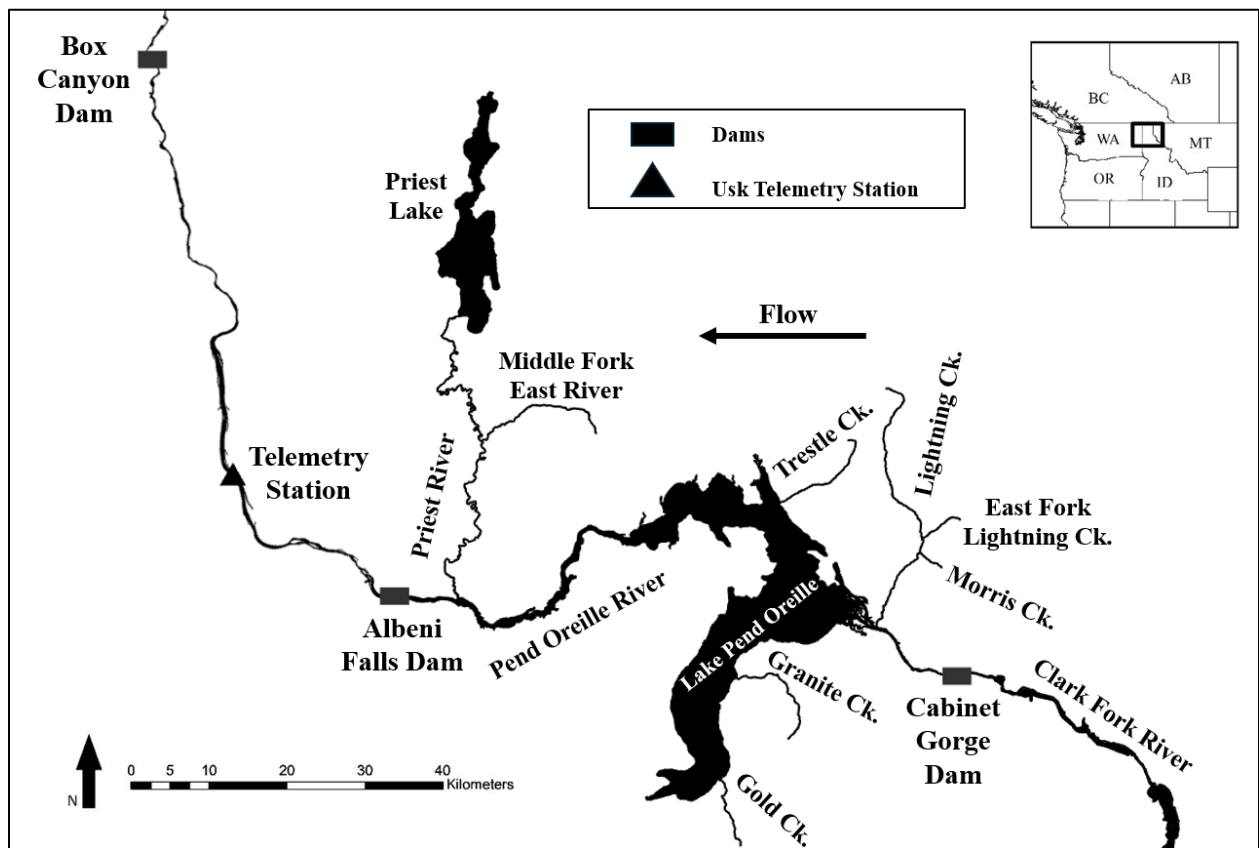 Box
Canyon
Dam
Priest
Lake
Dams
Usk Telemetry Station
BC
AB
WA
MT
OR
ID
Flow
Middle Fork
East River
Priest River
Telemetry
Station
Trestle Ck.
Lightning Ck.
East Fork
Lightning Ck.
Morris Ck.
Albeni
Falls Dam
Pend Oreille River
Lake Pend Oreille
Granite Ck.
Cabinet
Gorge
Dam
Clark Fork River
Gold Ck.
N
0 5 10 20 30 40
Kilometers